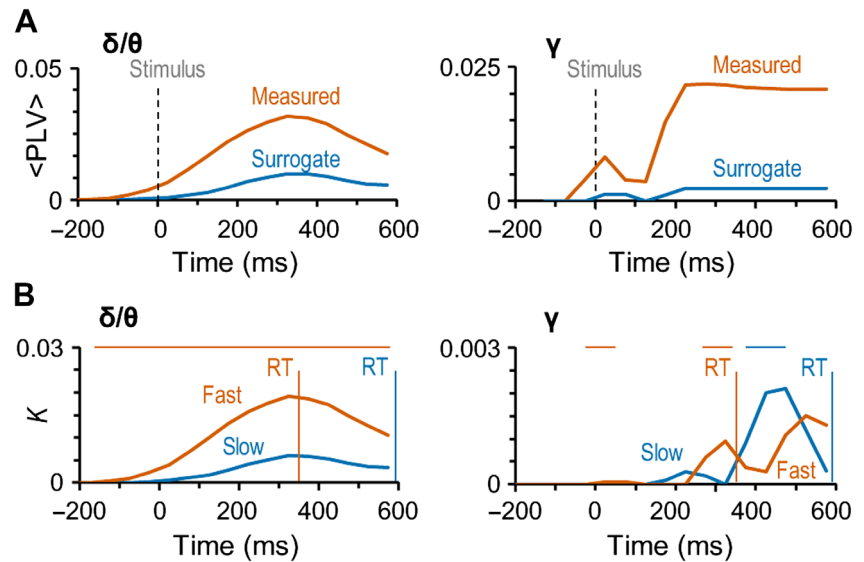 A
δ/θ
γ
0.05
Stimulus
Measured
Surrogate
<PLV>
0
−200 0 200 400 600
Time (ms)
0.025
Stimulus
Measured
Surrogate
0
−200 0 200 400 600
Time (ms)
B
δ/θ
γ
0.03
RT
RT
Fast
Slow
K
0
−200 0 200 400 600
Time (ms)
0.003
RT
RT
Slow
Fast
0
−200 0 200 400 600
Time (ms)